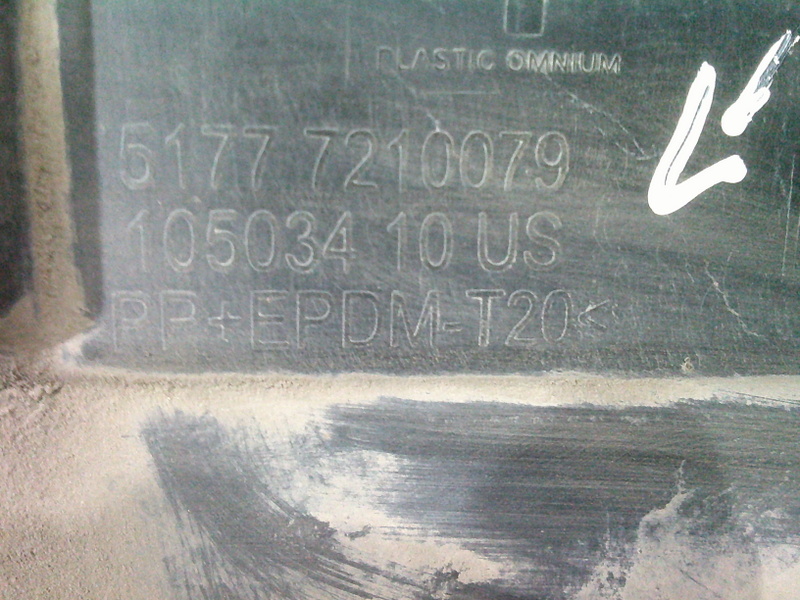 PLASTIC OMNIUM
5177 7210079
105034 10 US
PP+EPDM-T20<